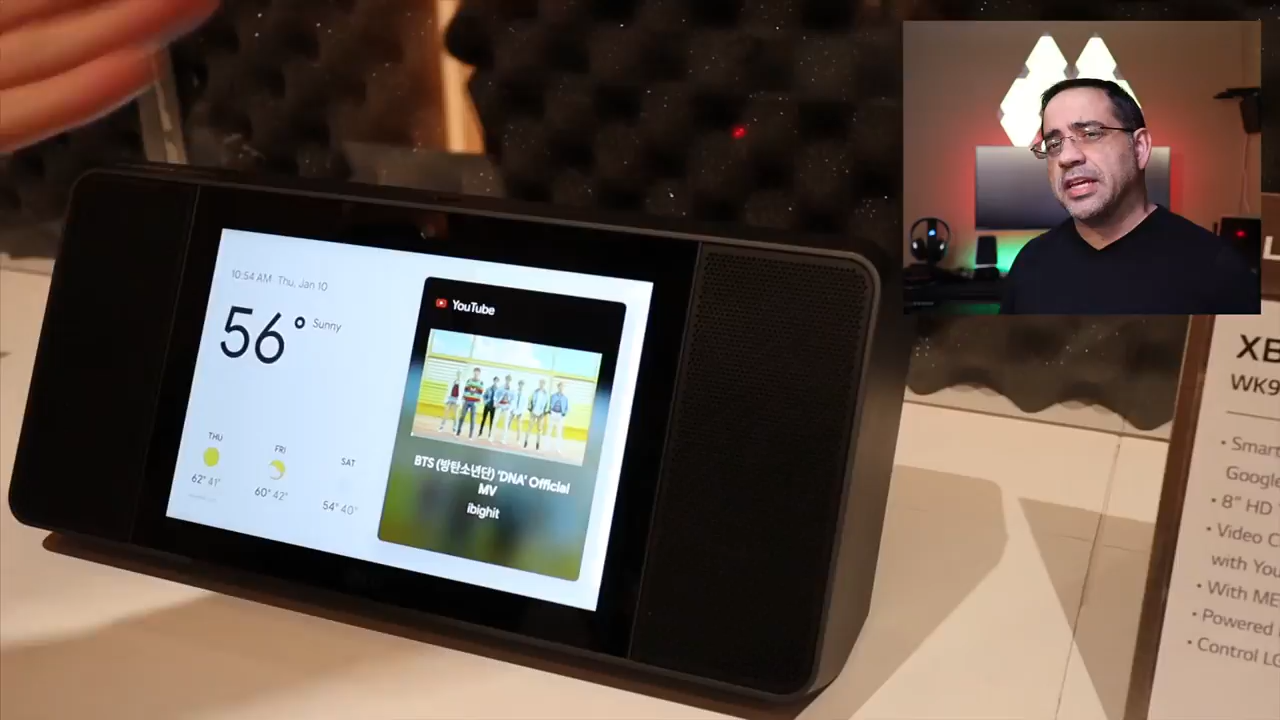 10:54 AM Thu, Jan 10
56° Sunny
THU
62° 41°
FRI
60° 42°
SAT
54° 40°
YouTube
BTS (방탄소년단) 'DNA' Official
MV
ibighit
L
XB
WK9
• Smart
Google
• 8" HD
• Video C
with You
• With ME
• Powered
• Control LG